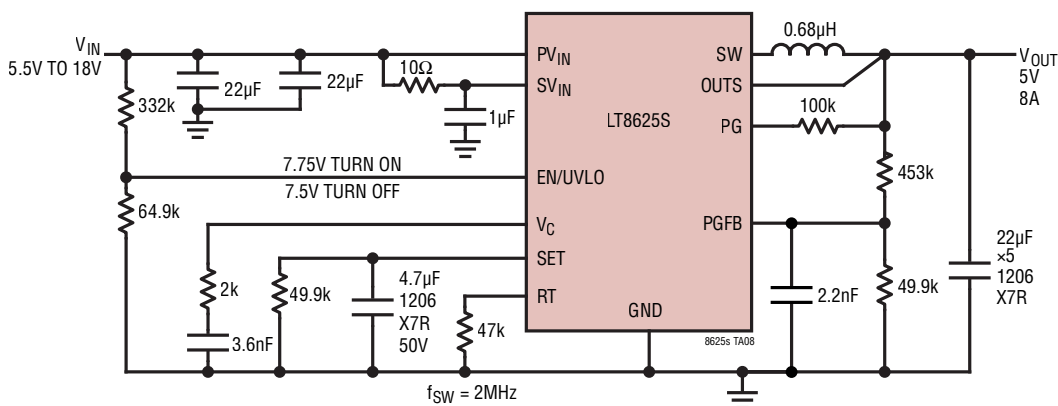 V_IN
5.5V TO 18V
22µF
22µF
332k
10Ω
1µF
PV_IN
SV_IN
LT8625S
SW
OUTS
PG
0.68µH
100k
V_OUT
5V
8A
7.75V TURN ON
7.5V TURN OFF
EN/UVLO
64.9k
453k
V_C
PGFB
SET
RT
GND
2k
3.6nF
49.9k
4.7µF
1206
X7R
50V
47k
2.2nF
49.9k
22µF
×5
1206
X7R
8625s TA08
f_SW = 2MHz